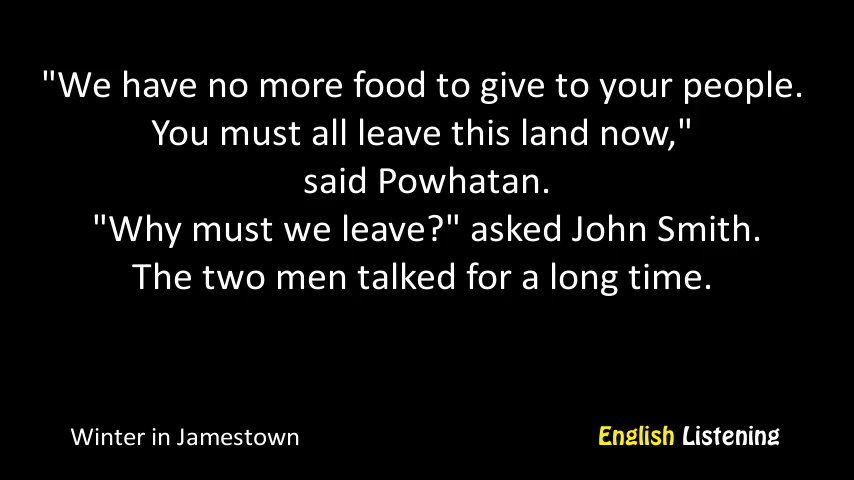 "We have no more food to give to your people.
You must all leave this land now,"
said Powhatan.
"Why must we leave?" asked John Smith.
The two men talked for a long time.
Winter in Jamestown
English Listening